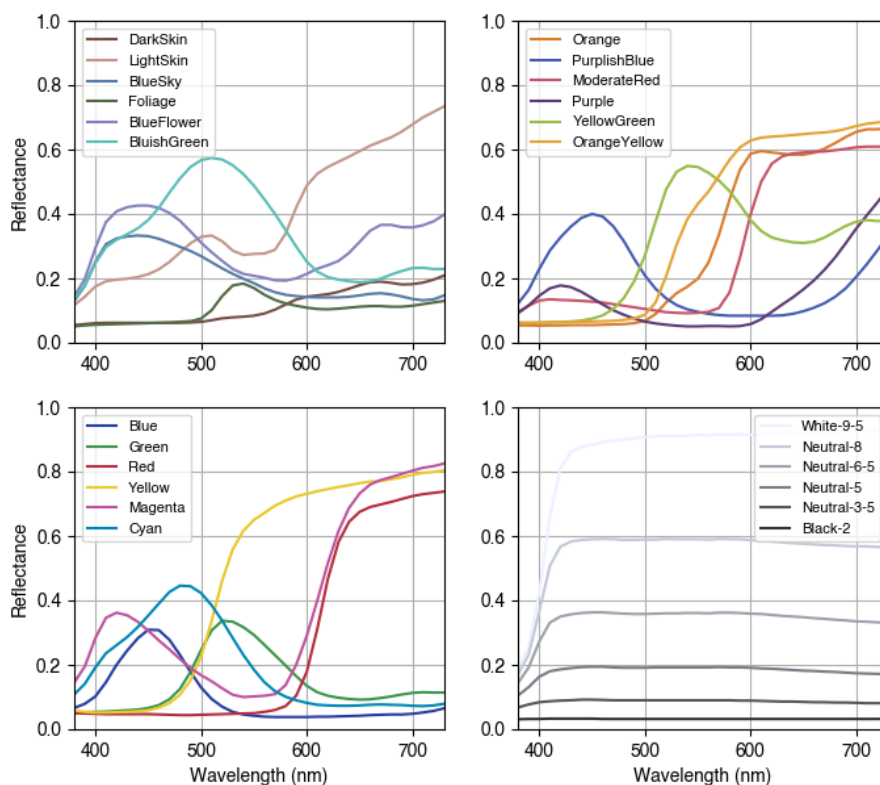 1.0
0.8
0.6
0.4
0.2
0.0
Reflectance
DarkSkin
LightSkin
BlueSky
Foliage
BlueFlower
BluishGreen
400
500
600
700
1.0
0.8
0.6
0.4
0.2
0.0
Orange
PurplishBlue
ModerateRed
Purple
YellowGreen
OrangeYellow
400
500
600
700
1.0
0.8
0.6
0.4
0.2
0.0
Reflectance
Blue
Green
Red
Yellow
Magenta
Cyan
400
500
600
700
Wavelength (nm)
1.0
0.8
0.6
0.4
0.2
0.0
White-9-5
Neutral-8
Neutral-6-5
Neutral-5
Neutral-3-5
Black-2
400
500
600
700
Wavelength (nm)